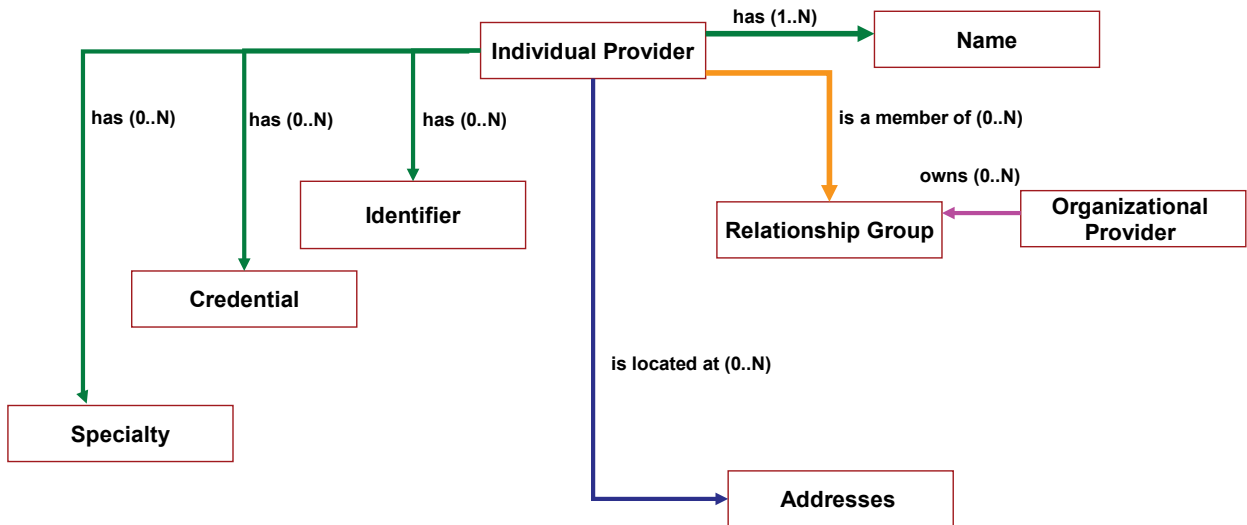 has (1..N)
Individual Provider
Name
has (0..N)
has (0..N)
has (0..N)
is a member of (0..N)
owns (0..N)
Identifier
Relationship Group
Organizational
Provider
Credential
is located at (0..N)
Specialty
Addresses